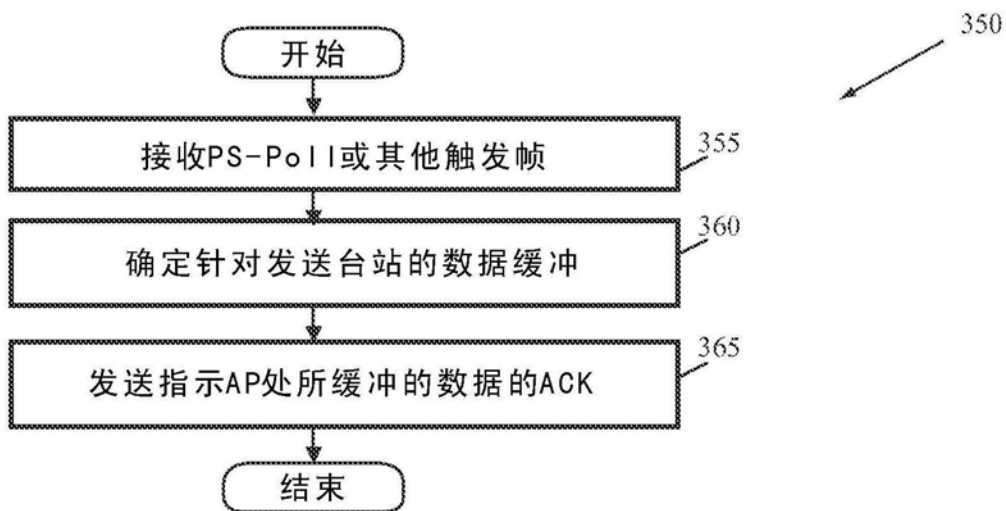 350
开始
接收PS-Poll或其他触发帧
355
确定针对发送台站的数据缓冲
360
发送指示AP处所缓冲的数据的ACK
365
结束